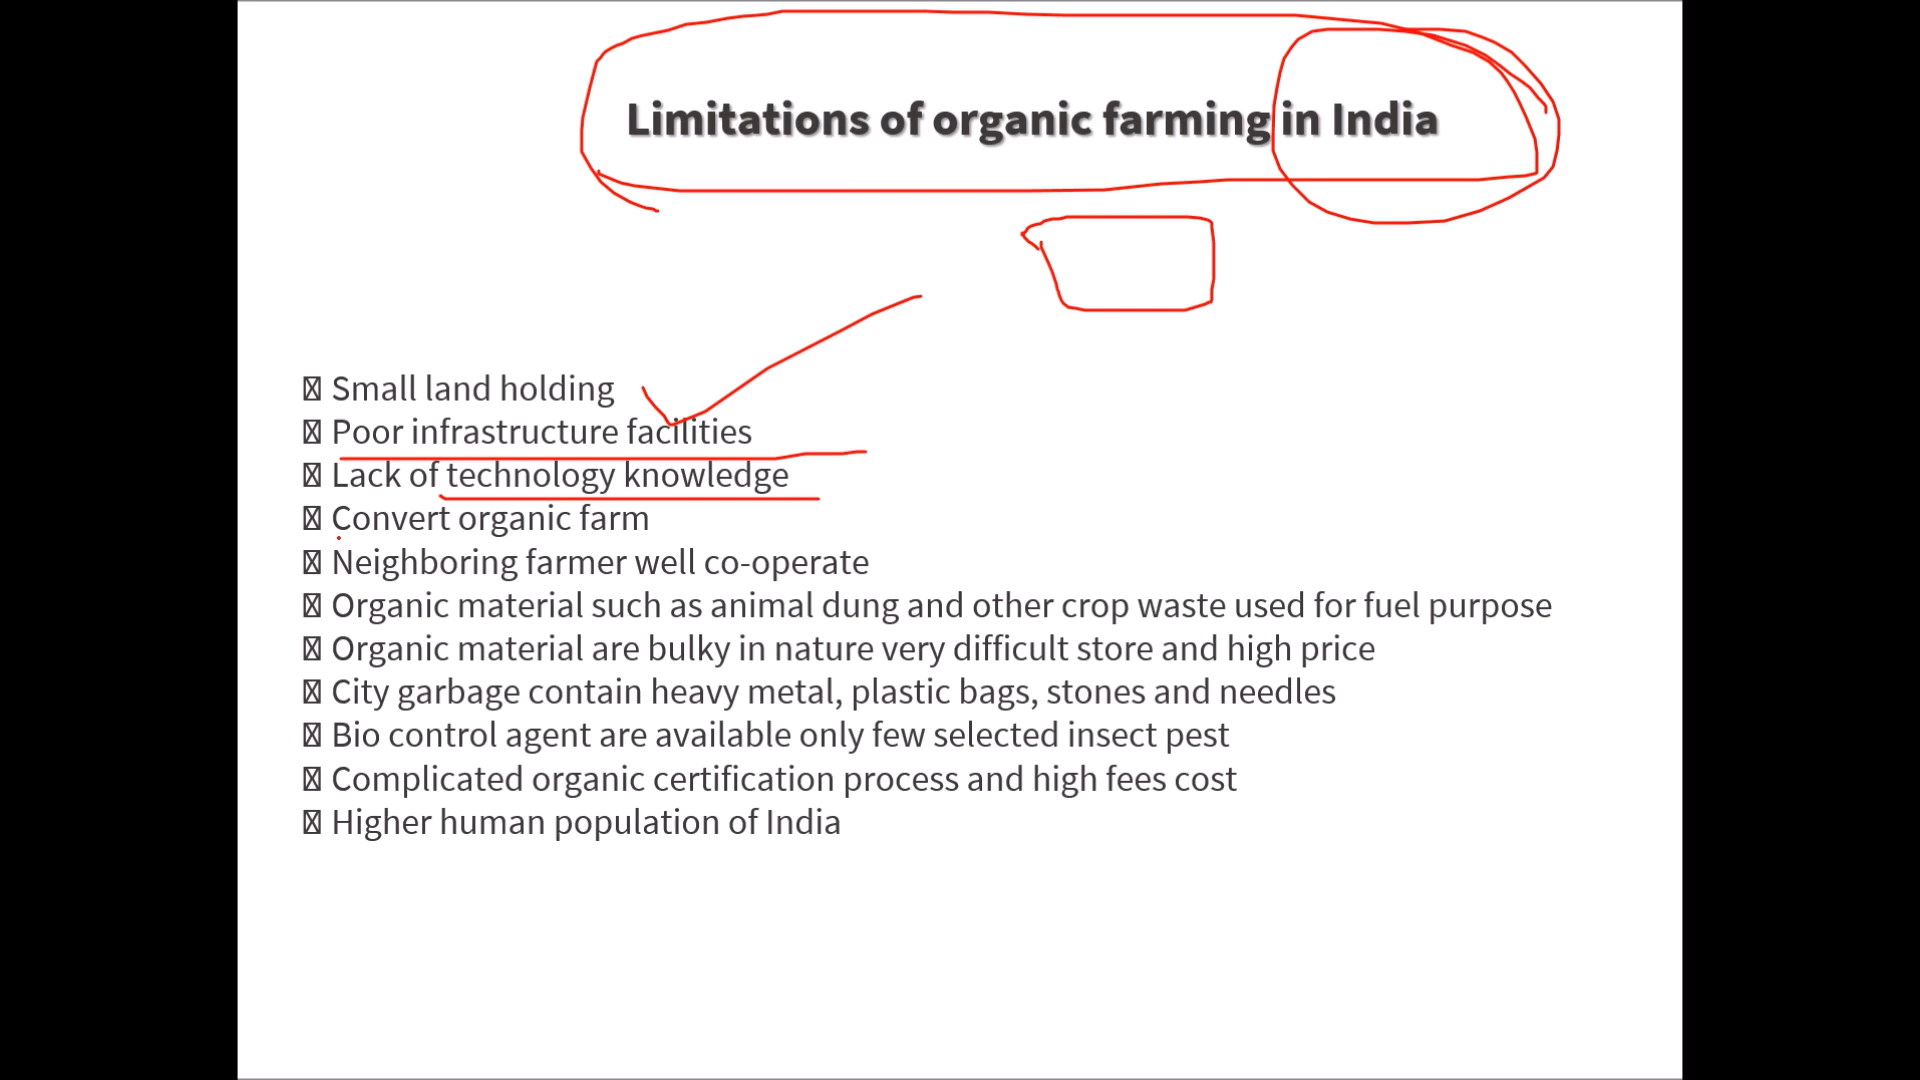 Limitations of organic farming in India
Small land holding
Poor infrastructure facilities
Lack of technology knowledge
Convert organic farm
Neighboring farmer well co-operate
Organic material such as animal dung and other crop waste used for fuel purpose
Organic material are bulky in nature very difficult store and high price
City garbage contain heavy metal, plastic bags, stones and needles
Bio control agent are available only few selected insect pest
Complicated organic certification process and high fees cost
Higher human population of India